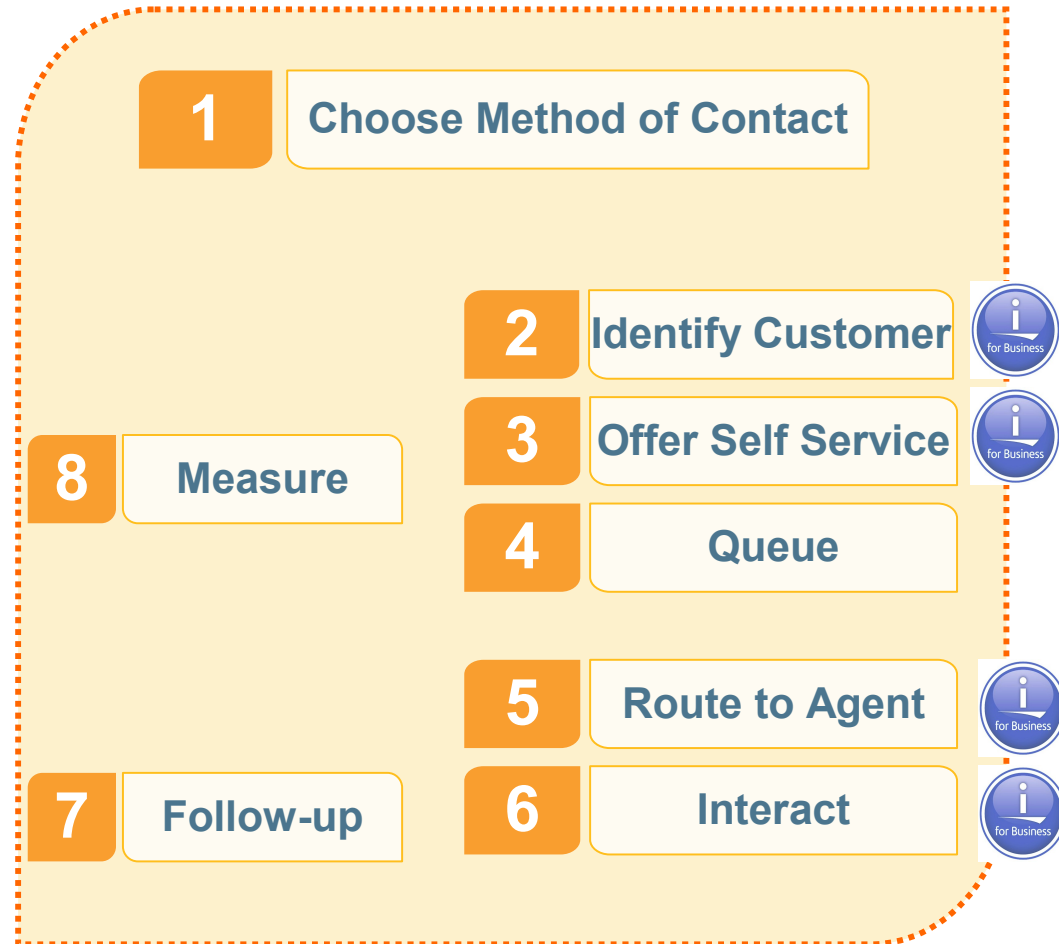 1 Choose Method of Contact
2 Identify Customer
i
for Business
3 Offer Self Service
i
for Business
8 Measure
4 Queue
5 Route to Agent
i
for Business
7 Follow-up
6 Interact
i
for Business